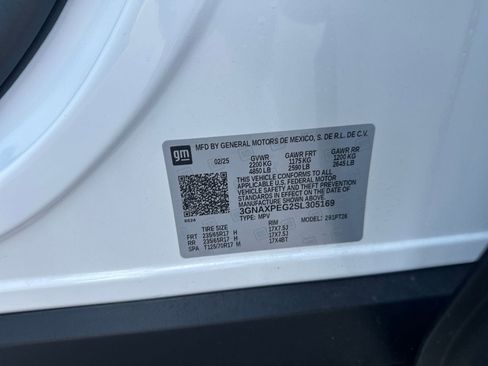 MFD BY GENERAL MOTORS DE MEXICO, S. DE R.L. DE C.V.
gm 02/25 GVWR GAWR FRT GAWR RR
2200 KG 1175 KG 1200 KG
4850 LB 2590 LB 2645 LB
THIS VEHICLE CONFORMS TO ALL
APPLICABLE U.S. FEDERAL MOTOR
VEHICLE SAFETY AND THEFT PREVENTION
STANDARDS IN EFFECT ON THE DATE OF
MANUFACTURE SHOWN ABOVE.
3GNAXPEG2SL305169
TYPE: MPV MODEL: 291PT26
TIRE SIZE RIM
FRT 235/65R17 H 17X7.5J
RR 235/65R17 H 17X7.5J
SPA T125/70R17 M 17X4BT